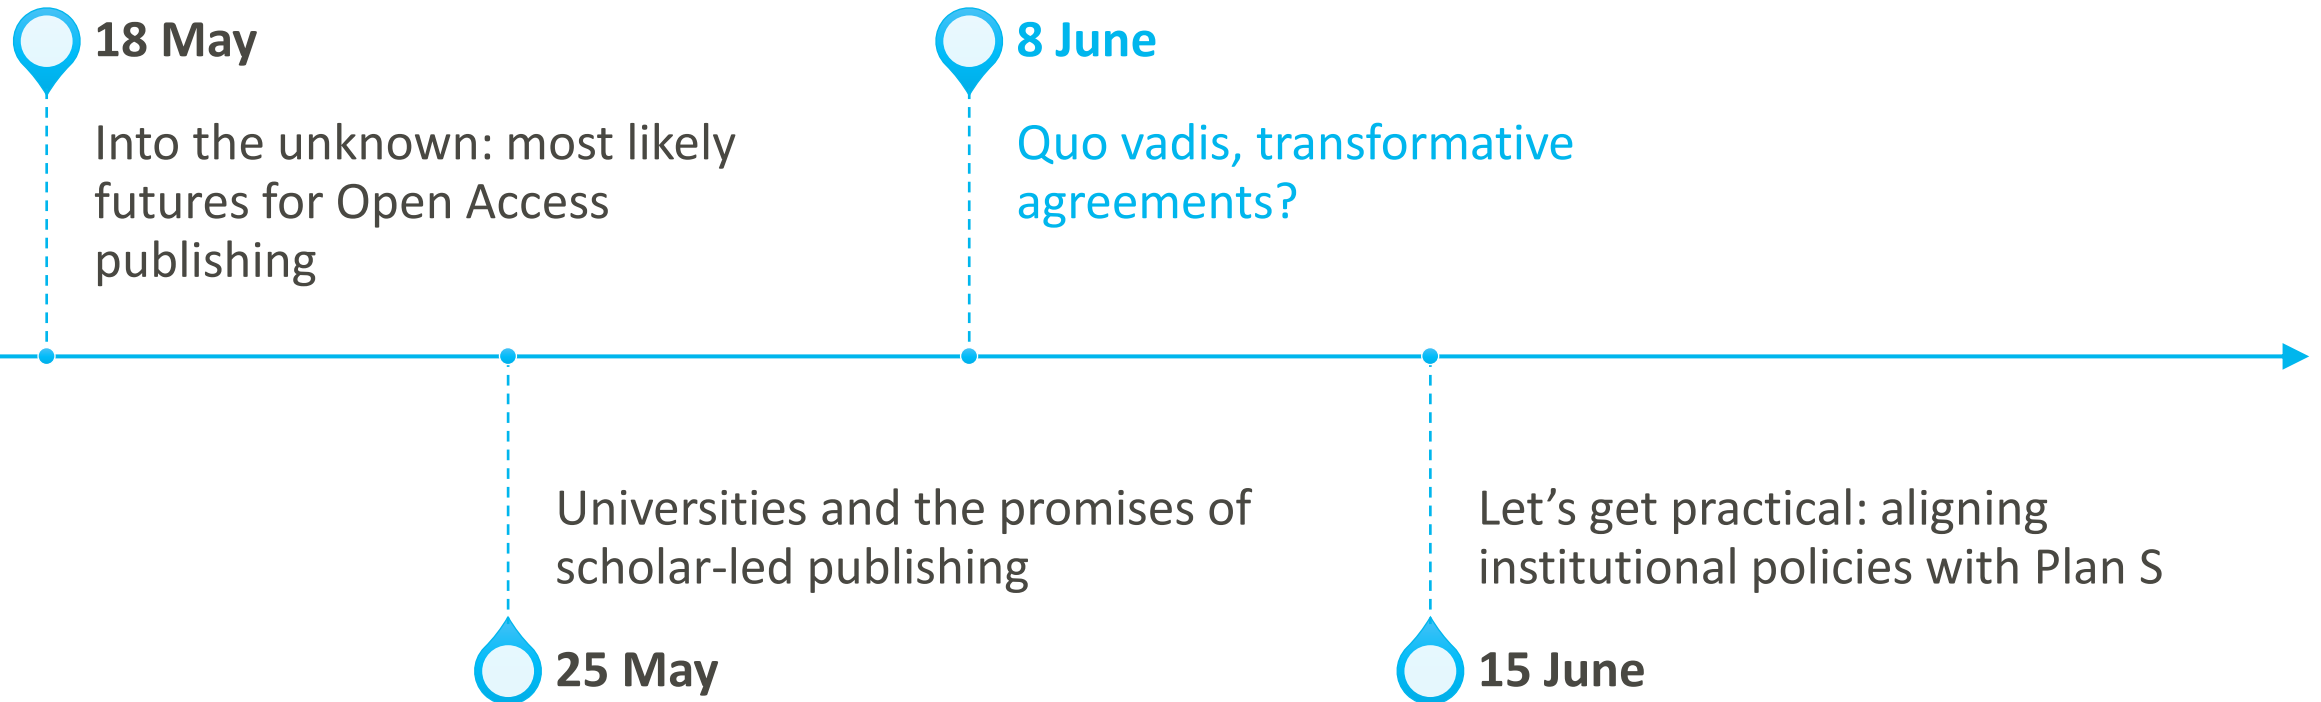 18 May
Into the unknown: most likely
futures for Open Access
publishing
8 June
Quo vadis, transformative
agreements?
Universities and the promises of
scholar-led publishing
25 May
Let’s get practical: aligning
institutional policies with Plan S
15 June